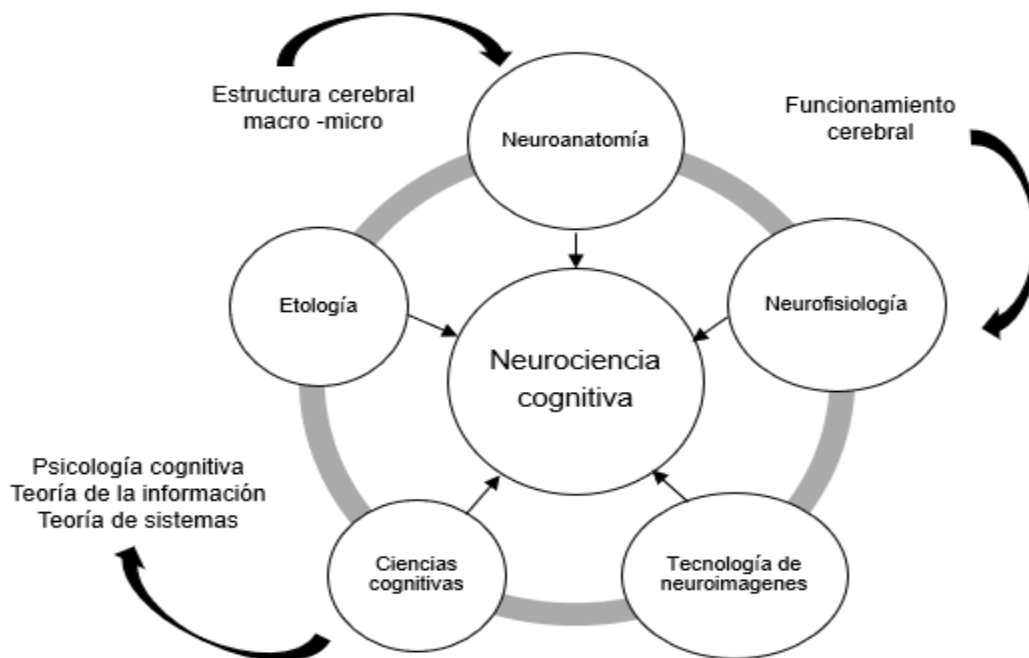 Estructura cerebral
macro -micro
Neuroanatomía
Funcionamiento
cerebral
Etología
Neurofisiología
Neurociencia
cognitiva
Psicología cognitiva
Teoría de la información
Teoría de sistemas
Ciencias
cognitivas
Tecnología de
neuroimagenes